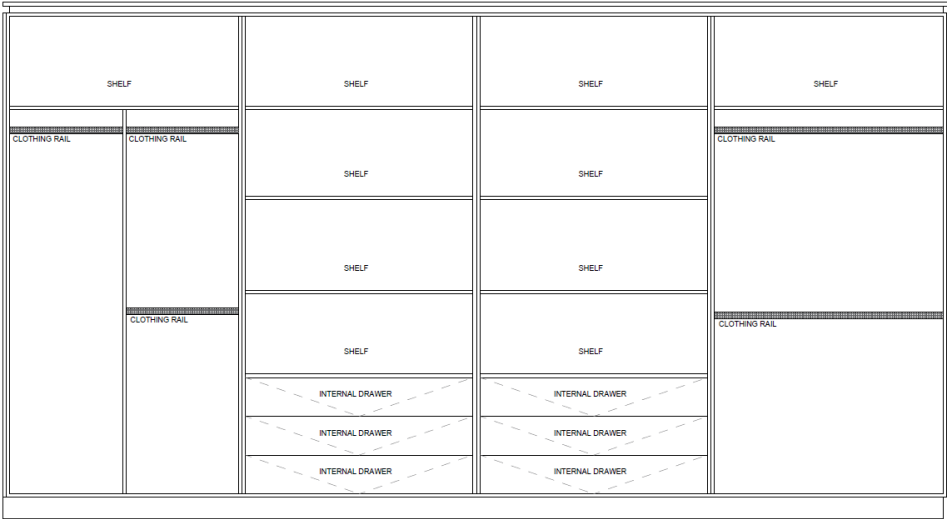 SHELF
SHELF
SHELF
SHELF
CLOTHING RAIL
CLOTHING RAIL
CLOTHING RAIL
SHELF
SHELF
SHELF
SHELF
CLOTHING RAIL
CLOTHING RAIL
SHELF
SHELF
INTERNAL DRAWER
INTERNAL DRAWER
INTERNAL DRAWER
INTERNAL DRAWER
INTERNAL DRAWER
INTERNAL DRAWER